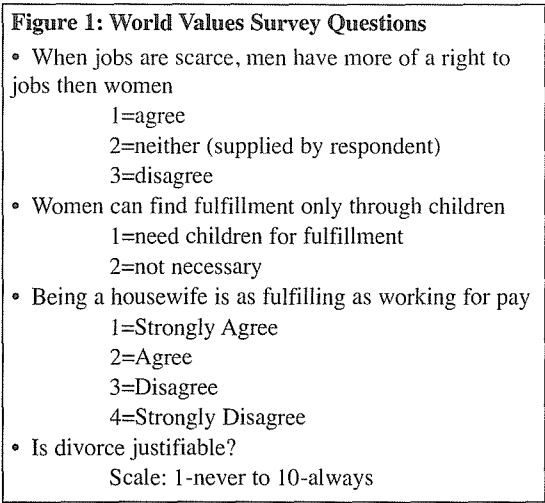 Figure 1: World Values Survey Questions
• When jobs are scarce, men have more of a right to
jobs then women
1=agree
2=neither (supplied by respondent)
3=disagree
• Women can find fulfillment only through children
1=need children for fulfillment
2=not necessary
• Being a housewife is as fulfilling as working for pay
1=Strongly Agree
2=Agree
3=Disagree
4=Strongly Disagree
• Is divorce justifiable?
Scale: 1-never to 10-always